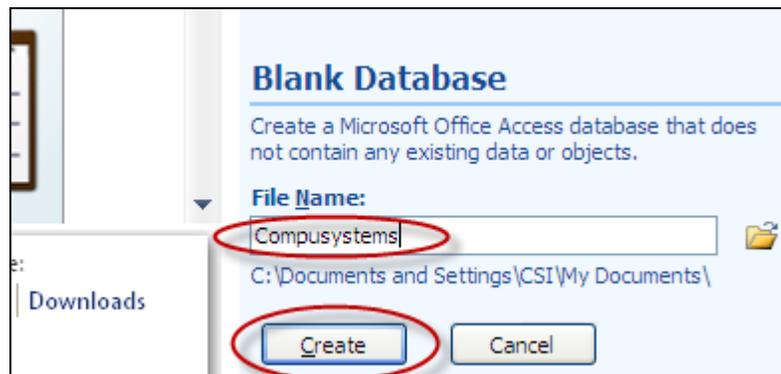 Blank Database
Create a Microsoft Office Access database that does
not contain any existing data or objects.
File Name:
Compusystems
C:\Documents and Settings\CSI\My Documents\
e:
Downloads
Create
Cancel